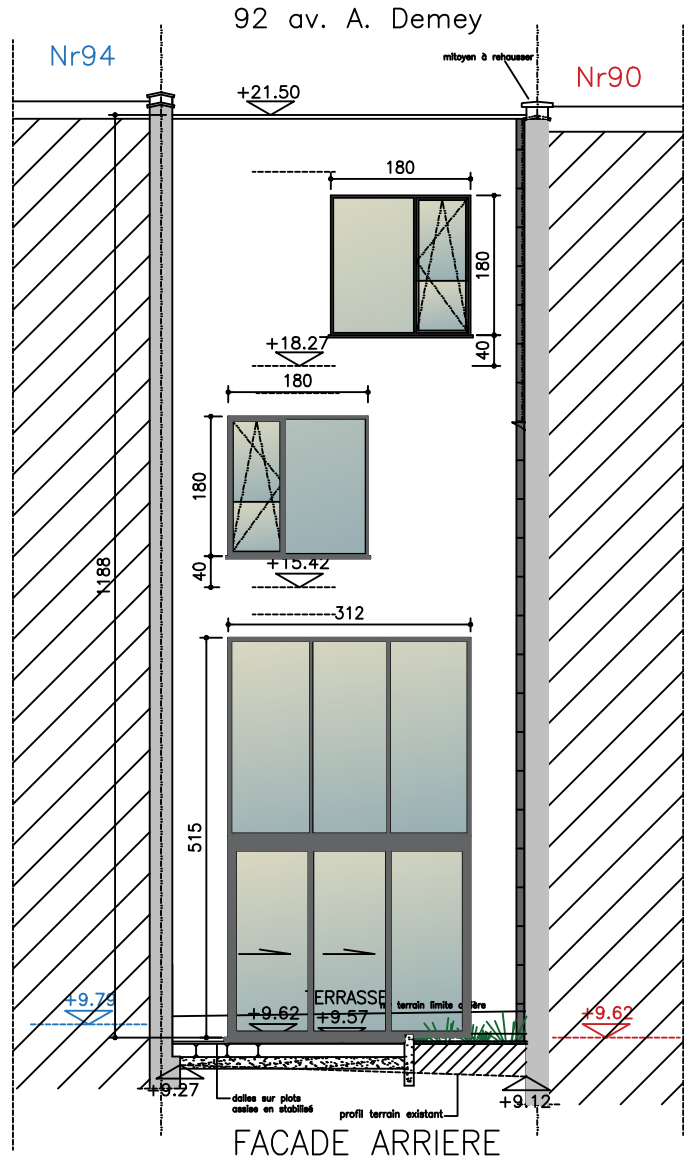 92 av. A. Demey
Nr94
mitoyen à rehausser
Nr90
+21.50
180
180
+18.27
40
180
180
+15.42
40
1188
312
515
+9.79
TERRASSE
terrain limite
+9.62
+9.57
+9.62
+9.27
dalles sur plots
assise en stabilisé
profil terrain existant
+9.12
FACADE ARRIERE